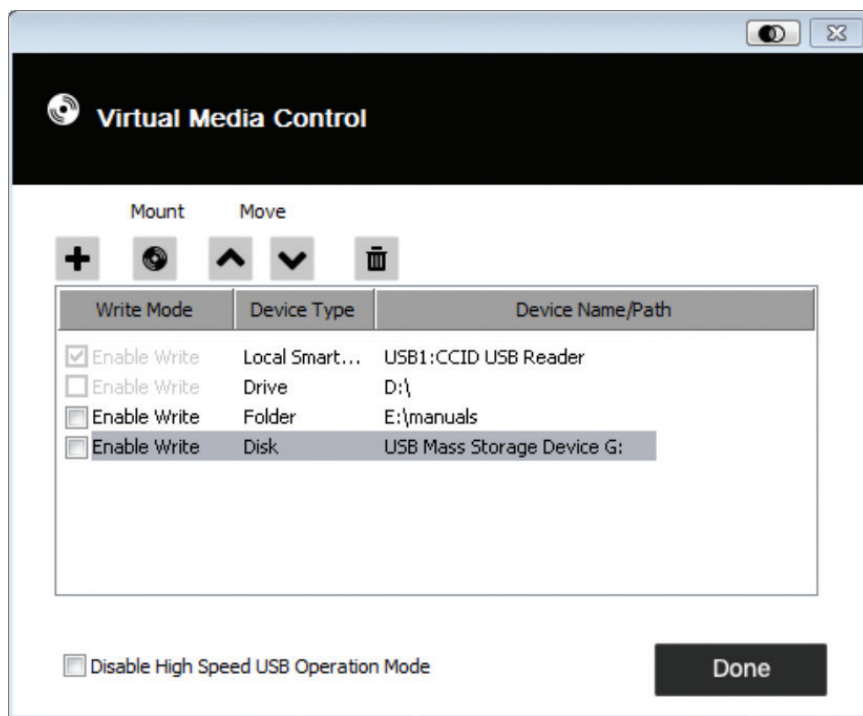 Virtual Media Control
Mount Move
Write Mode Device Type Device Name/Path
Enable Write Local Smart... USB1:CCID USB Reader
Enable Write Drive D:\
Enable Write Folder E:\manuals
Enable Write Disk USB Mass Storage Device G:
Disable High Speed USB Operation Mode
Done